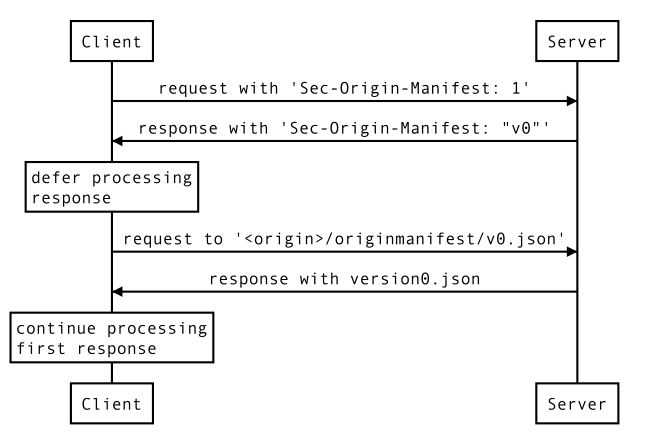 Client
Server
request with 'Sec-Origin-Manifest: 1'
response with 'Sec-Origin-Manifest: "v0"'
defer processing
response
request to '<origin>/originmanifest/v0.json'
response with version0.json
continue processing
first response
Client
Server